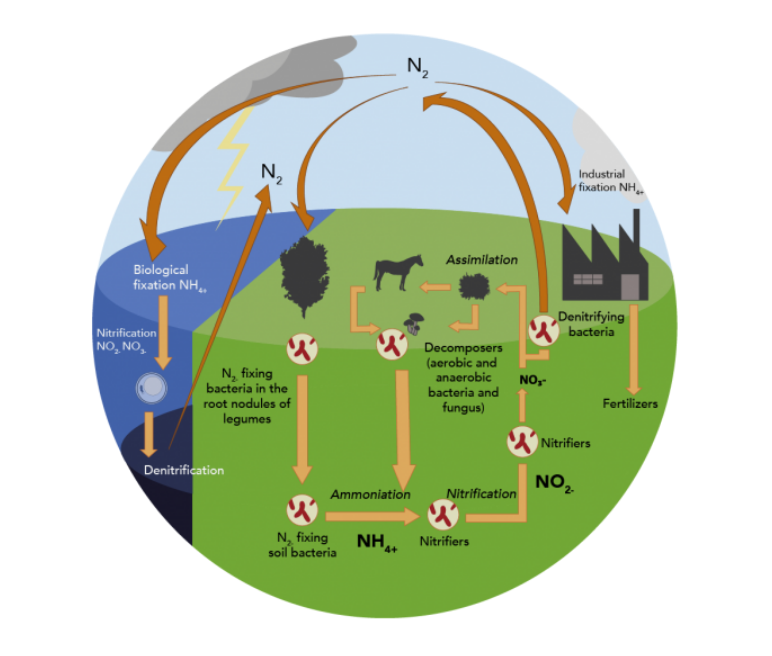 N2
N2
Industrial
fixation NH4+
Biological
fixation NH4+
Assimilation
Nitrification
NO2- NO3-
Denitrifying
bacteria
Decomposers
(aerobic and
anaerobic
bacteria and
fungus)
N2- fixing
bacteria in the
root nodules of
legumes
NO3-
Fertilizers
Nitrifiers
Denitrification
NO2-
Ammoniation
Nitrification
N2- fixing
soil bacteria
NH4+
Nitrifiers